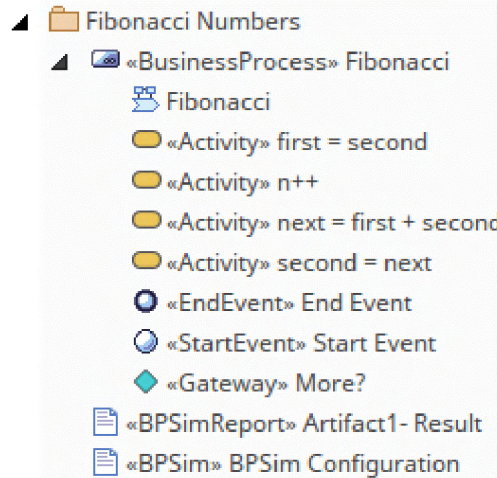 Fibonacci Numbers
«BusinessProcess» Fibonacci
Fibonacci
«Activity» first = second
«Activity» n++
«Activity» next = first + second
«Activity» second = next
«EndEvent» End Event
«StartEvent» Start Event
«Gateway» More?
«BPSimReport» Artifact1- Result
«BPSim» BPSim Configuration